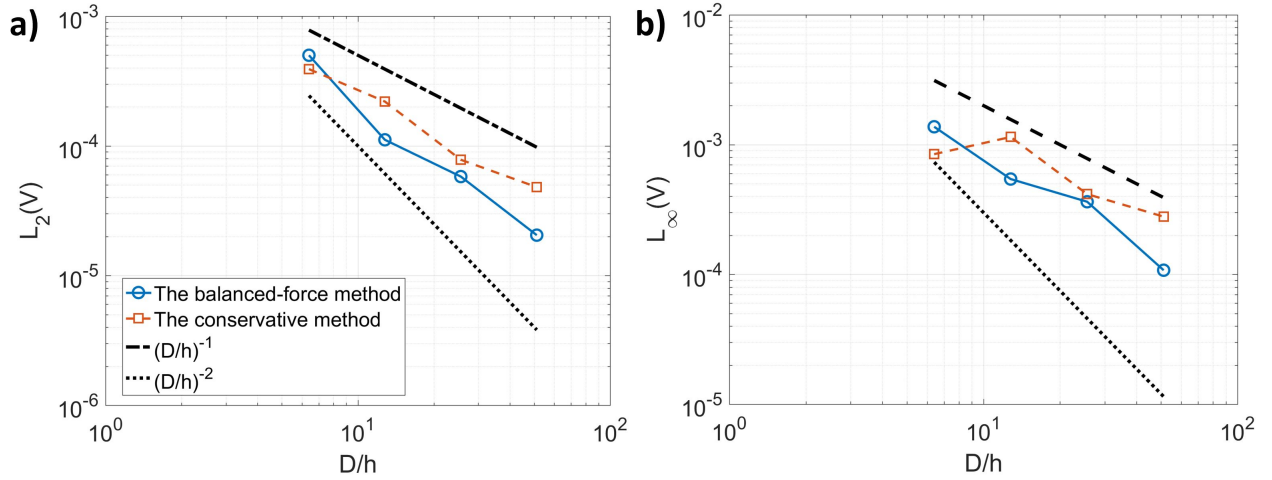 a)
10^-3
10^-4
10^-5
10^-6
L_2(V)
The balanced-force method
The conservative method
(D/h)^-1
(D/h)^-2
10^0 10^1 10^2
D/h
b)
10^-2
10^-3
10^-4
10^-5
L_∞(V)
10^0 10^1 10^2
D/h